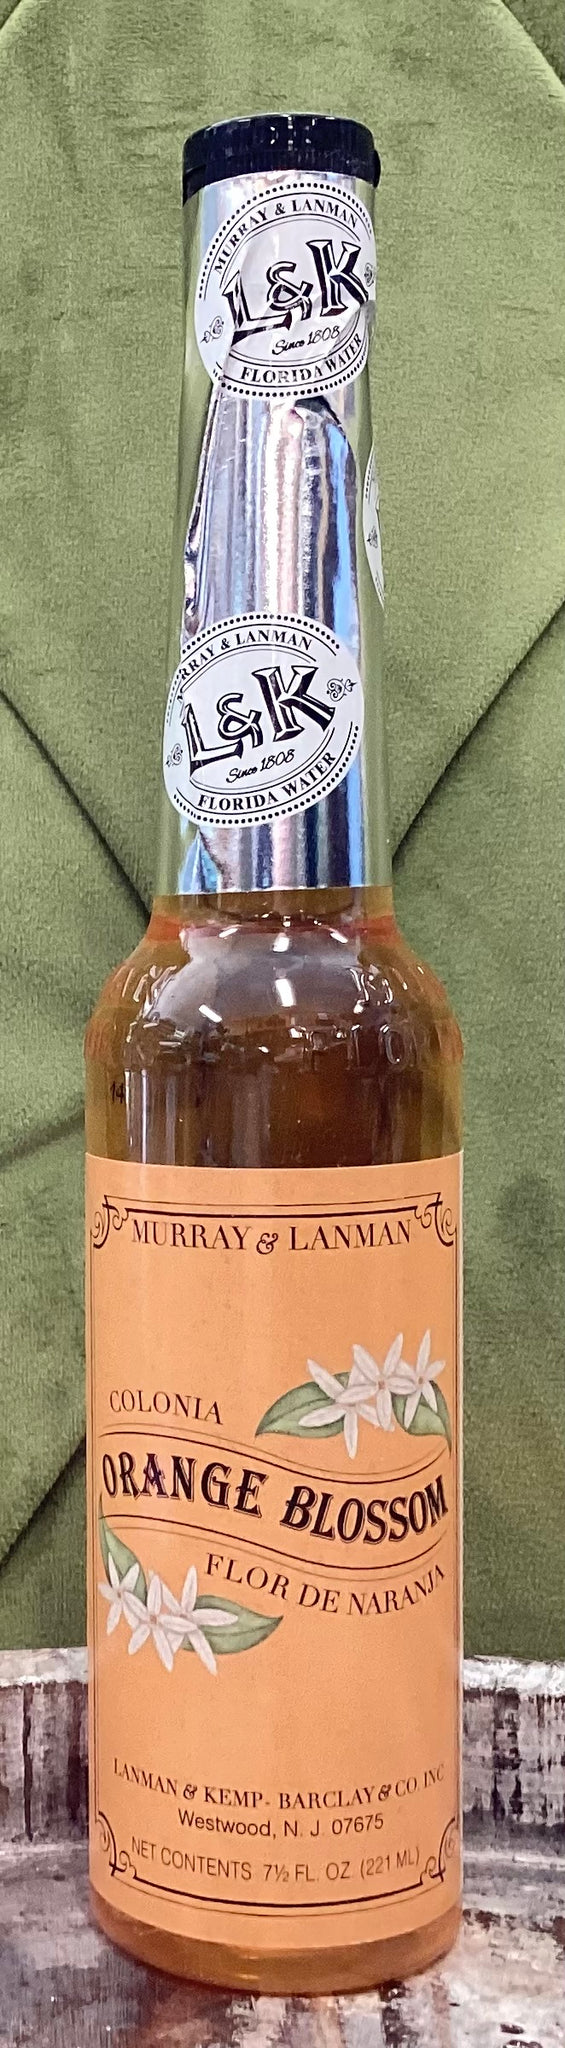 MURRAY & LANMAN
L&K
Since 1808
FLORIDA WATER
MURRAY & LANMAN
L&K
Since 1808
FLORIDA WATER
14
MURRAY & LANMAN
COLONIA
ORANGE BLOSSOM
FLOR DE NARANJA
LANMAN & KEMP- BARCLAY & CO. INC
Westwood, N. J. 07675
NET CONTENTS 7½ FL. OZ. (221 ML)